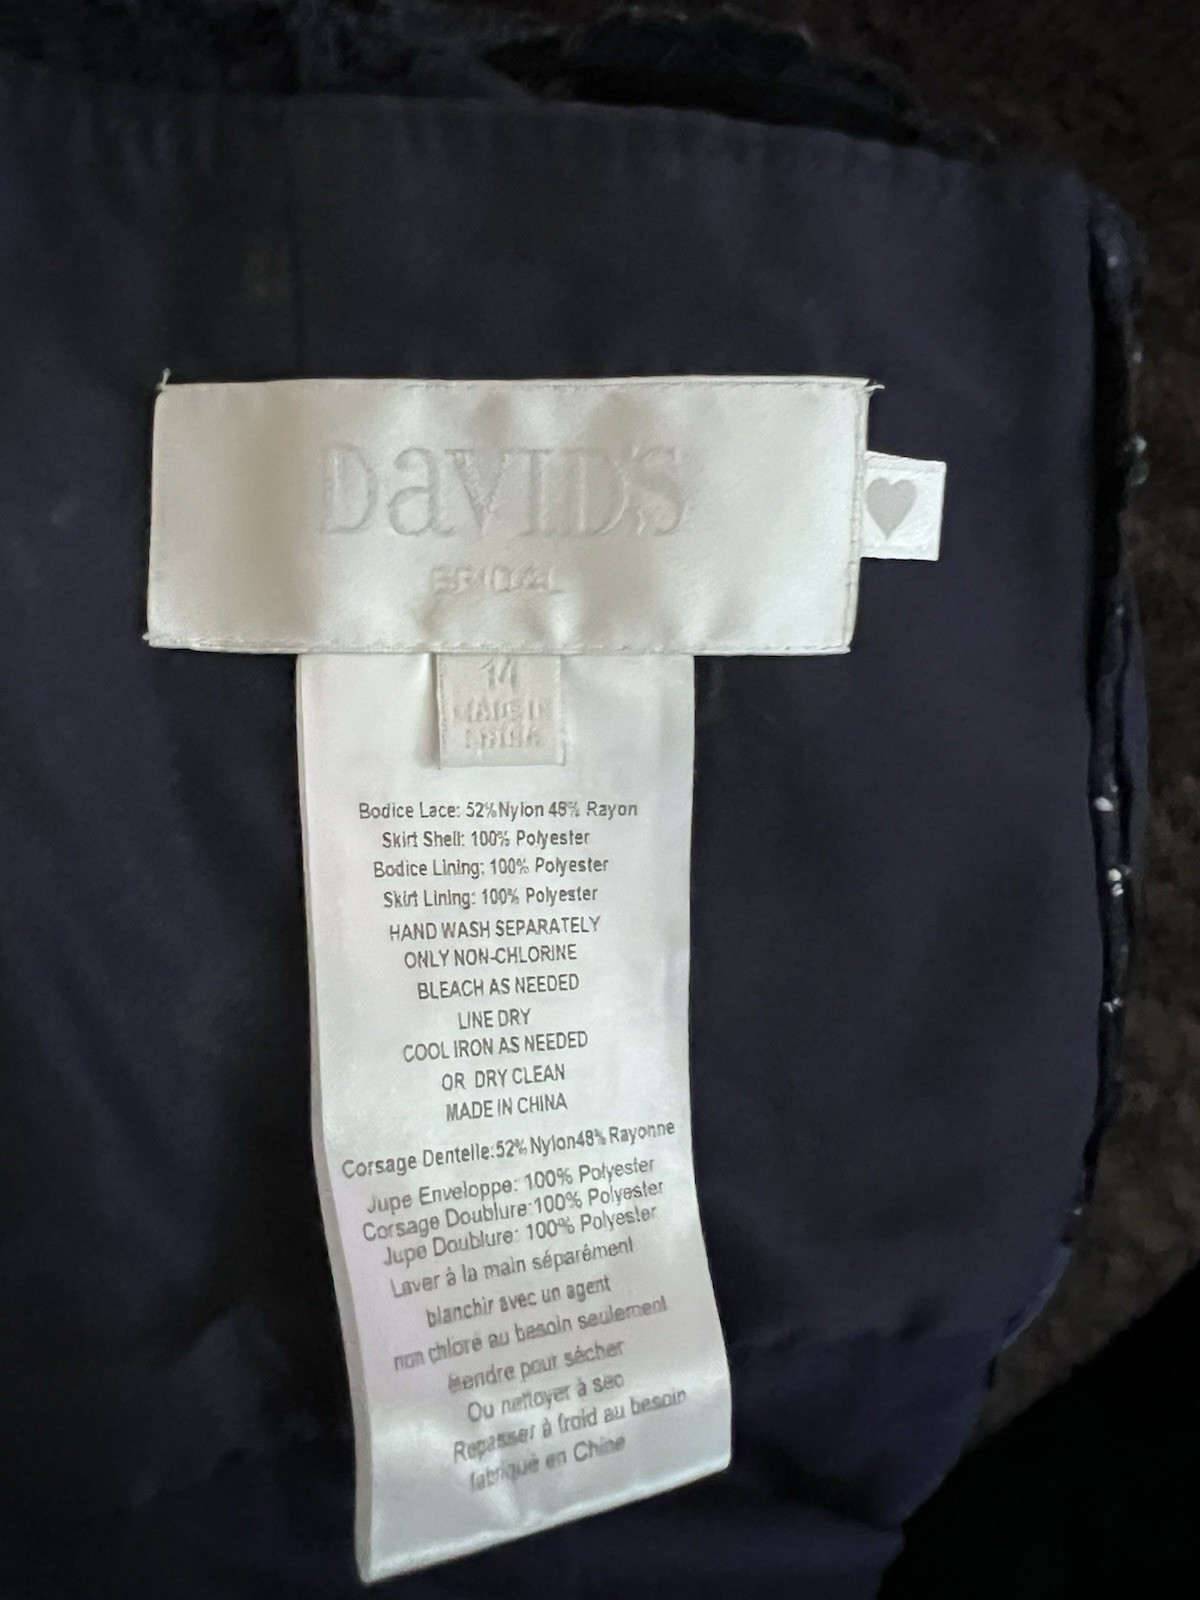 DAVID'S
BRIDAL
14
MADE IN
CHINA
Bodice Lace: 52%Nylon 48% Rayon
Skirt Shell: 100% Polyester
Bodice Lining: 100% Polyester
Skirt Lining: 100% Polyester
HAND WASH SEPARATELY
ONLY NON-CHLORINE
BLEACH AS NEEDED
LINE DRY
COOL IRON AS NEEDED
OR DRY CLEAN
MADE IN CHINA
Corsage Dentelle:52% Nylon48% Rayonne
Jupe Enveloppe: 100% Polyester
Corsage Doublure:100% Polyester
Jupe Doublure: 100% Polyester
Laver à la main séparément
blanchir avec un agent
non chlore au besoin seulement
étendre pour sécher
Ou nettoyer à sec
Repasser à froid au besoin
fabriqué en Chine